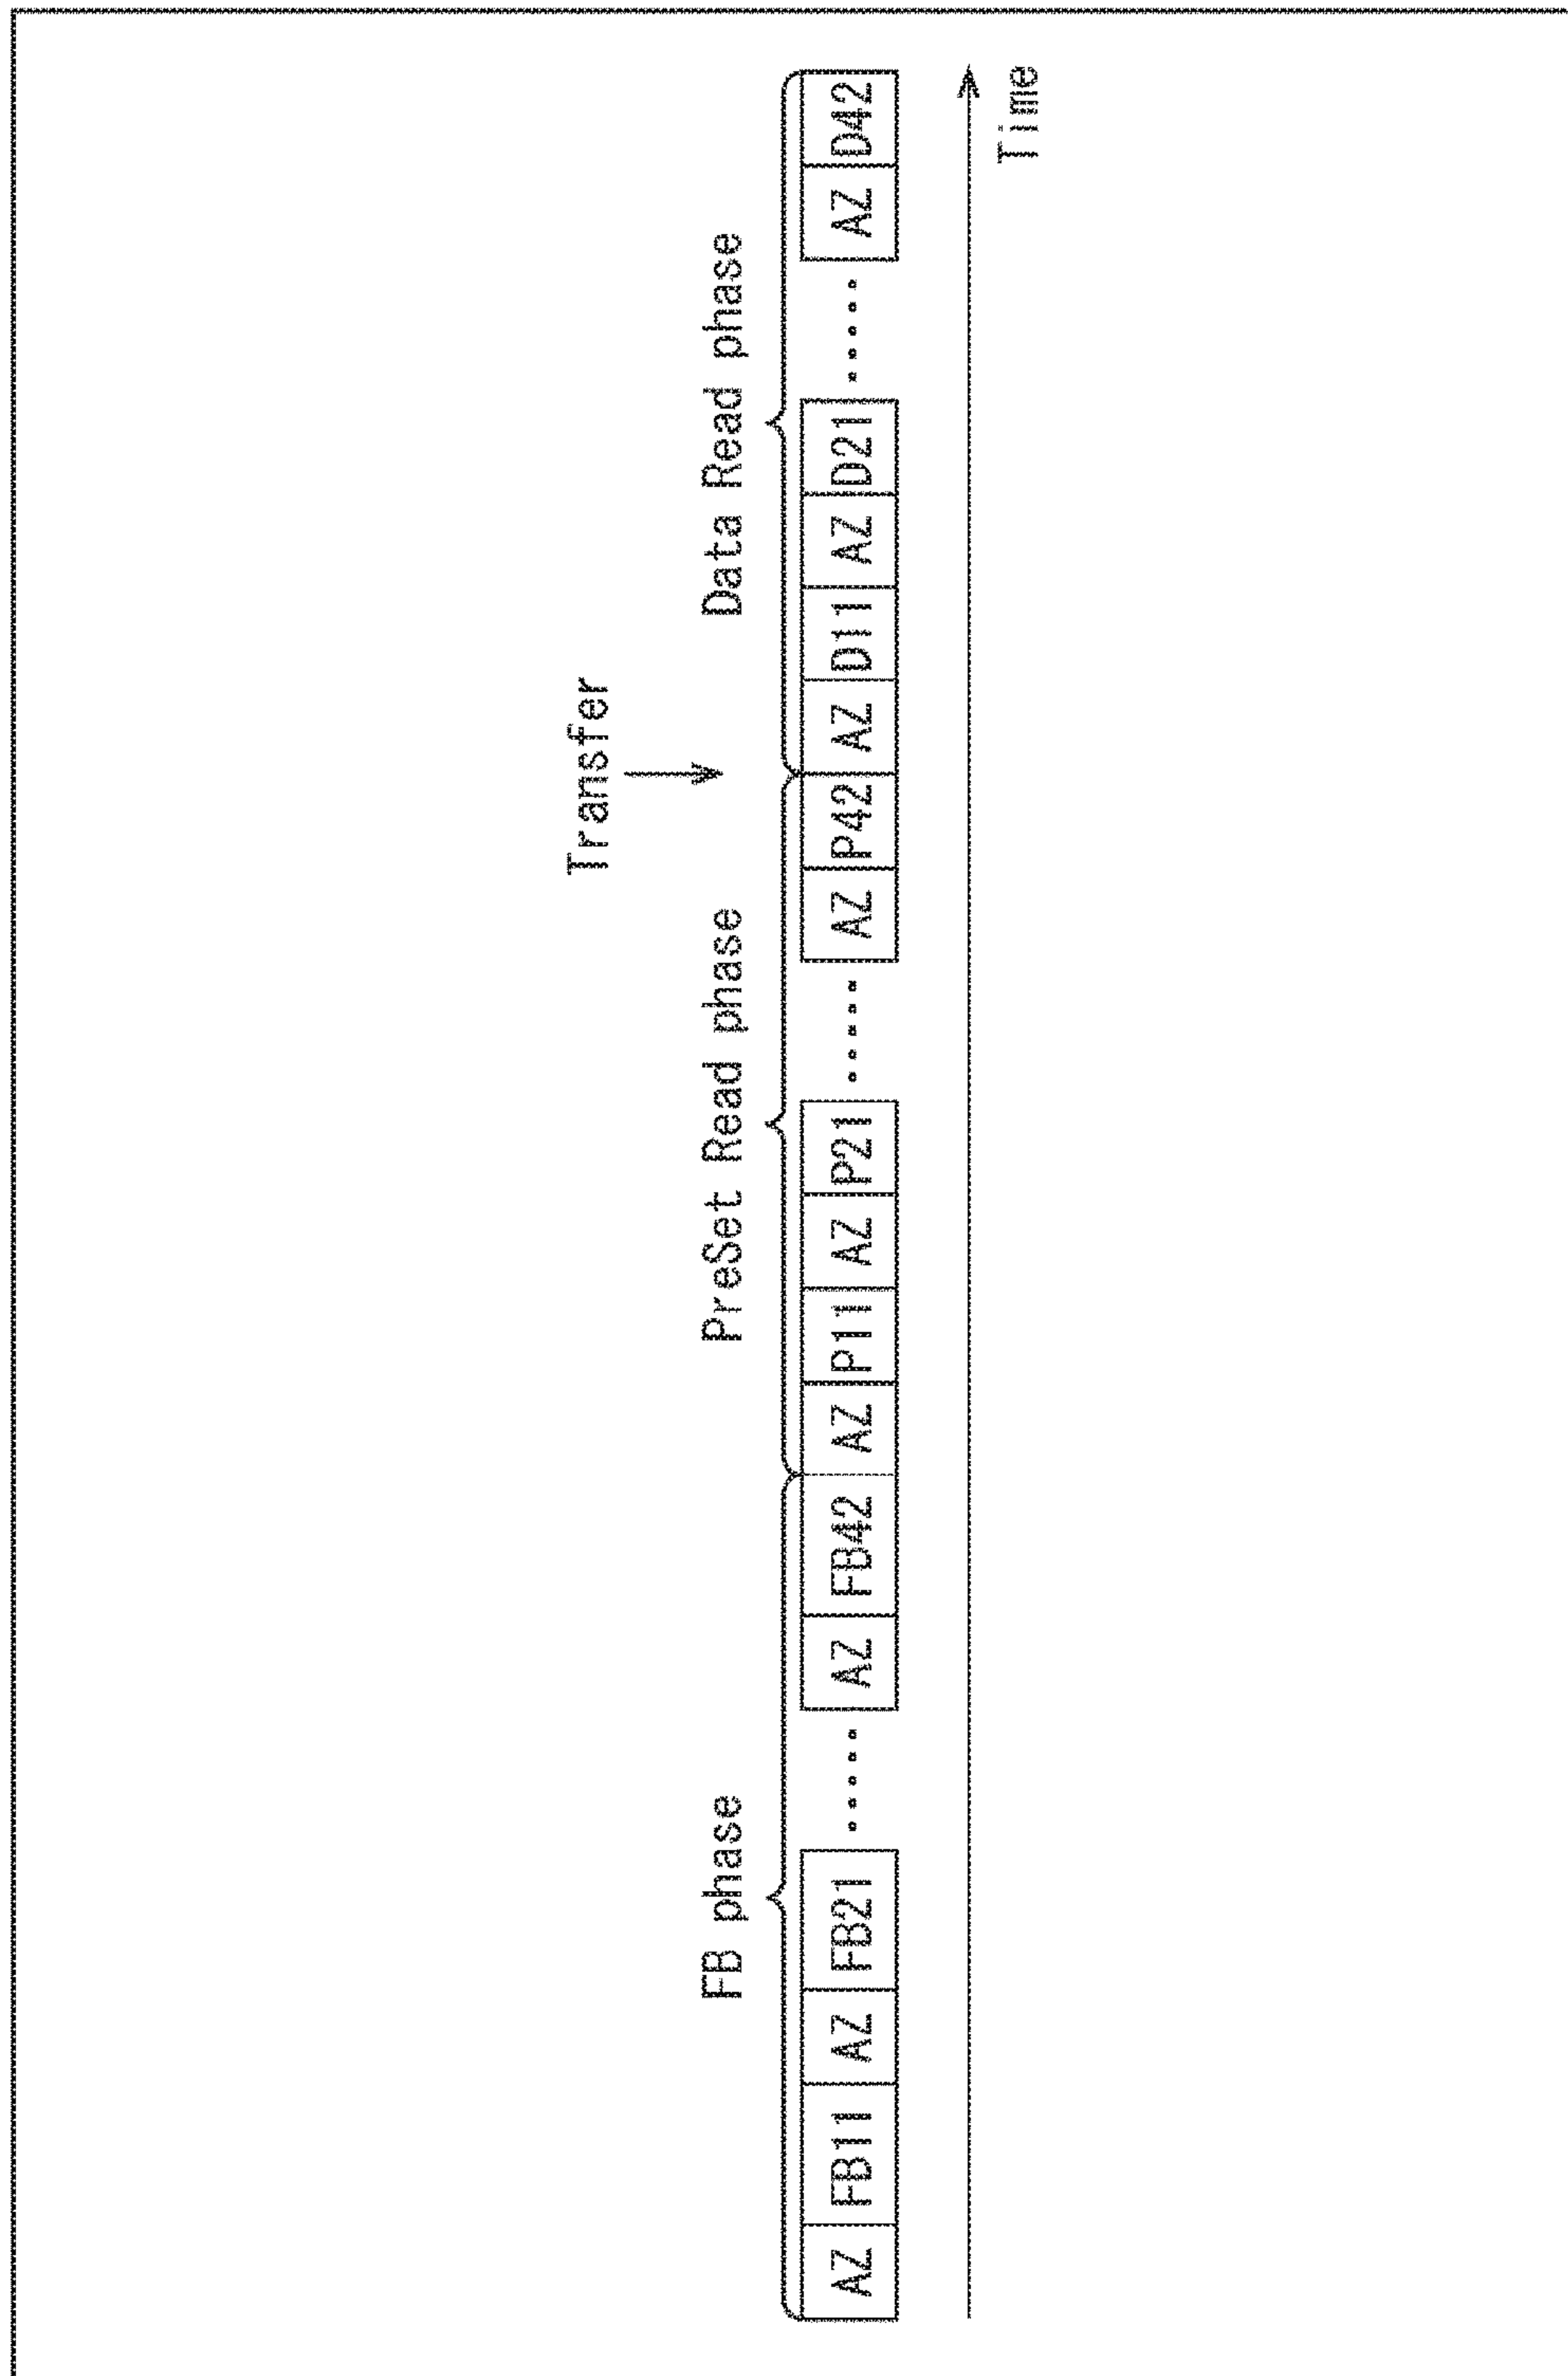 Transfer
FB phase PreSet Read phase Data Read phase
AZ FB11 AZ FB21 ····· AZ FB42 AZ P11 AZ P21 ····· AZ P42 AZ D11 AZ D21 ····· AZ D42
Time